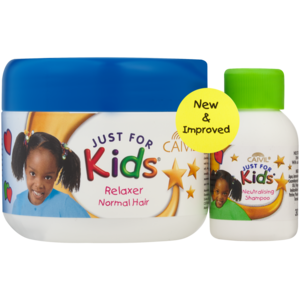 JUST FOR
CAIVIL
Kids®
Relaxer
Normal Hair
New
&
Improved
CAIVIL
JUST FOR
Kids®
Neutralising
Shampoo